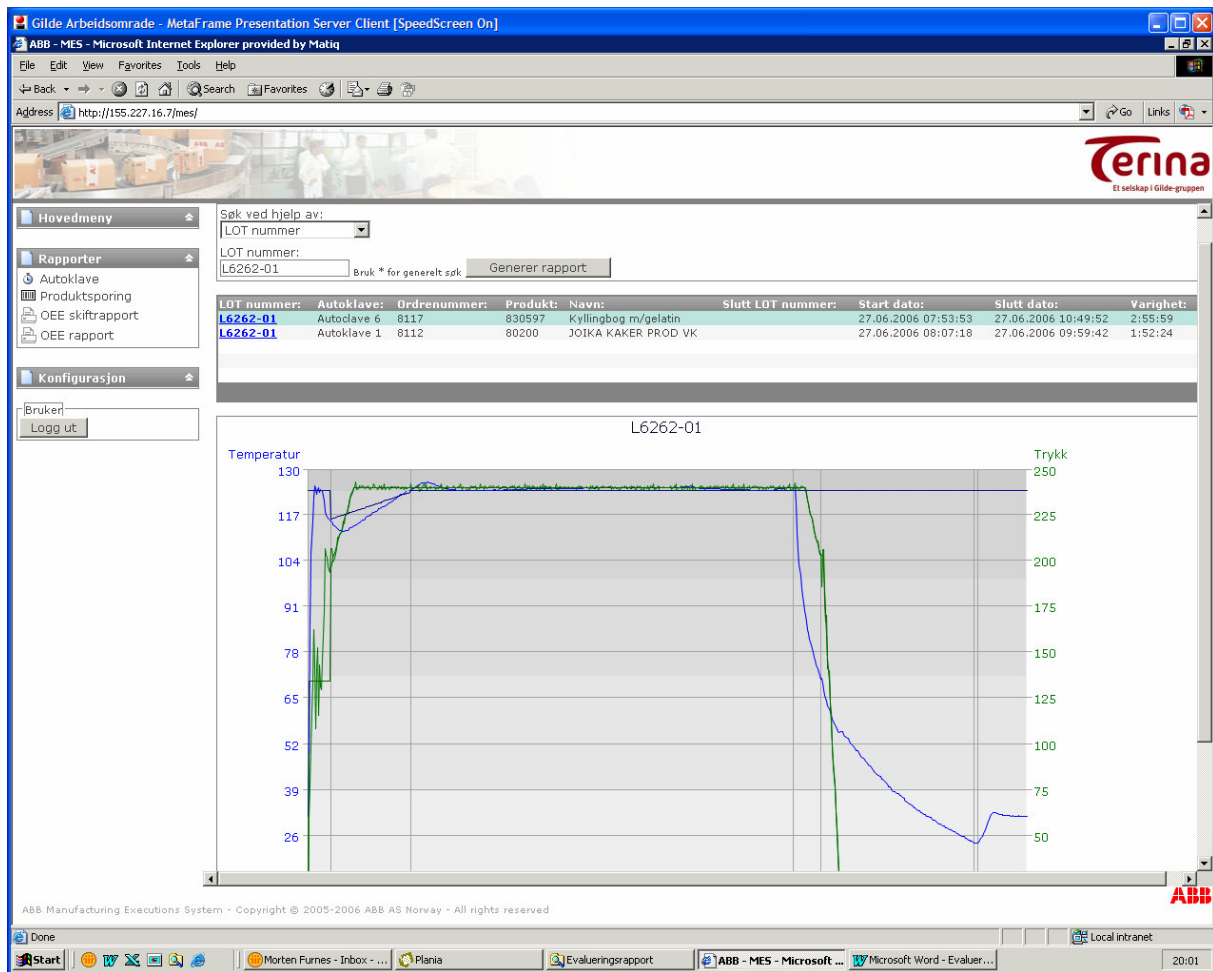 Gilde Arbeidsomrade - MetaFrame Presentation Server Client [SpeedScreen On]
ABB - MES - Microsoft Internet Explorer provided by Matiq
File Edit View Favorites Tools Help
Back Search Favorites
Address http://155.227.16.7/mes/ Go Links
Terina
Et selskap i Gilde-gruppen
Hovedmeny
Rapporter
Autoklave
Produktsporing
OEE skiftrapport
OEE rapport
Konfigurasjon
Bruker
Logg ut
Søk ved hjelp av:
LOT nummer
LOT nummer:
L6262-01 Bruk * for generelt søk Generer rapport
LOT nummer: Autoklave: Ordrenummer: Produkt: Navn: Slutt LOT nummer: Start dato: Slutt dato: Varighet:
L6262-01 Autoclave 6 8117 830597 Kyllingbog m/gelatin 27.06.2006 07:53:53 27.06.2006 10:49:52 2:55:59
L6262-01 Autoklave 1 8112 80200 JOIKA KAKER PROD VK 27.06.2006 08:07:18 27.06.2006 09:59:42 1:52:24
L6262-01
Temperatur Trykk
130 250
117 225
104 200
91 175
78 150
65 125
52 100
39 75
26 50
ABB
ABB Manufacturing Executions System - Copyright © 2005-2006 ABB AS Norway - All rights reserved
Done Local intranet
Start Morten Furnes - Inbox - ... Plania Evalueringsrapport ABB - MES - Microsoft ... Microsoft Word - Evaluer... 20:01